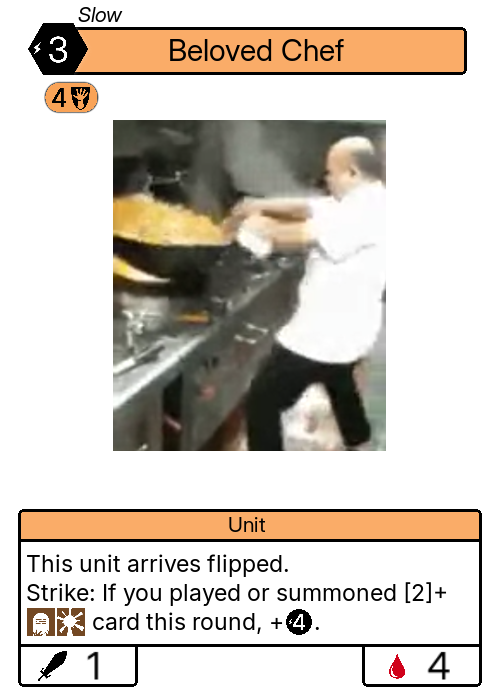 Slow
3
Beloved Chef
4
Unit
This unit arrives flipped.
Strike: If you played or summoned [2]+
card this round, +4.
1
4